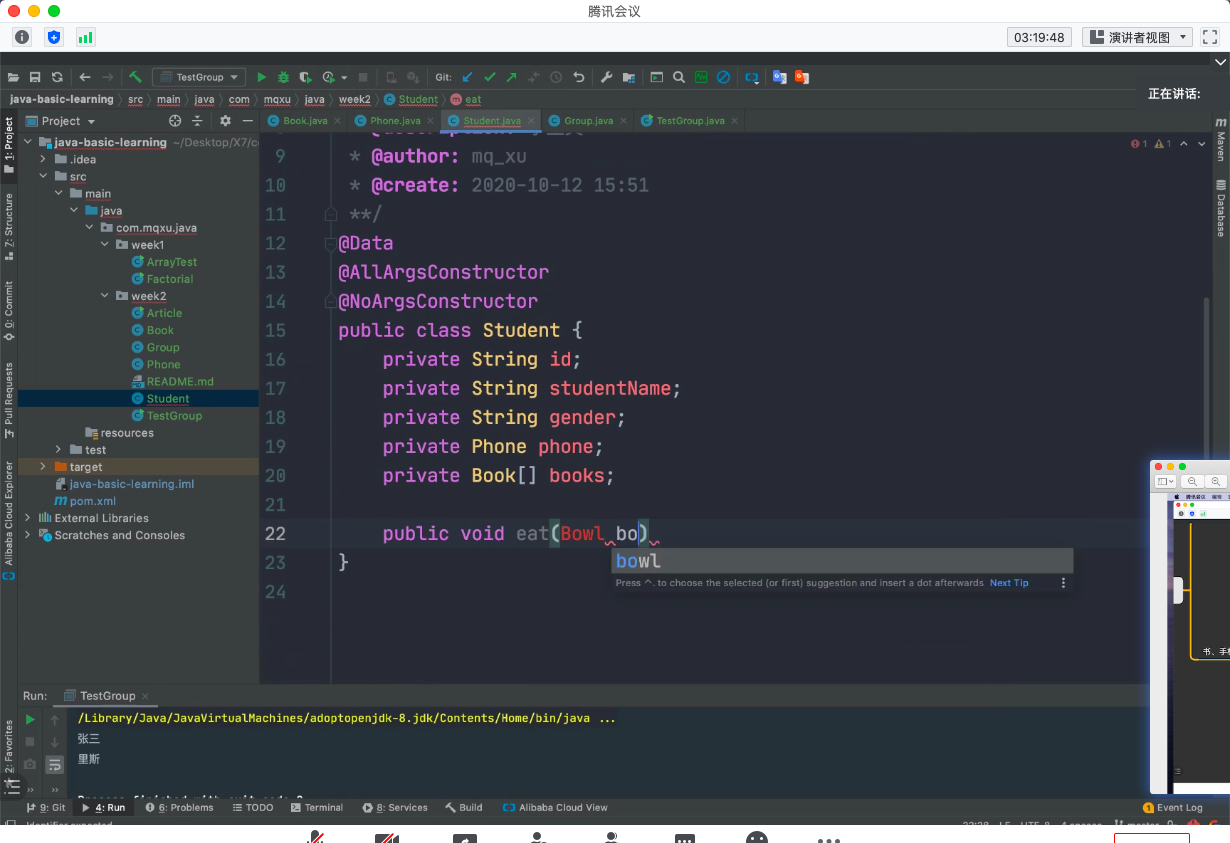 腾讯会议
03:19:48
演讲者视图
TestGroup
Git:
java-basic-learning
src
main
java
com
mqxu
java
week2
Student
eat
正在讲话:
1: Project
Z: Structure
0: Commit
Pull Requests
Alibaba Cloud Explorer
2: Favorites
Project
java-basic-learning ~/Desktop/X7/co
.idea
src
main
java
com.mqxu.java
week1
ArrayTest
Factorial
week2
Article
Book
Group
Phone
README.md
Student
TestGroup
resources
test
target
java-basic-learning.iml
pom.xml
External Libraries
Scratches and Consoles
Book.java
Phone.java
Student.java
Group.java
TestGroup.java
1 1
Maven
Database
9 * @author: mq_xu
10 * @create: 2020-10-12 15:51
11 **/
12 @Data
13 @AllArgsConstructor
14 @NoArgsConstructor
15 public class Student {
16 private String id;
17 private String studentName;
18 private String gender;
19 private Phone phone;
20 private Book[] books;
21
22 public void eat(Bowl bo)
bowl
Press ^. to choose the selected (or first) suggestion and insert a dot afterwards Next Tip
23 }
24
书、手
Run: TestGroup
/Library/Java/JavaVirtualMachines/adoptopenjdk-8.jdk/Contents/Home/bin/java ...
张三
里斯
9: Git
4: Run
6: Problems
TODO
Terminal
8: Services
Build
Alibaba Cloud View
1 Event Log